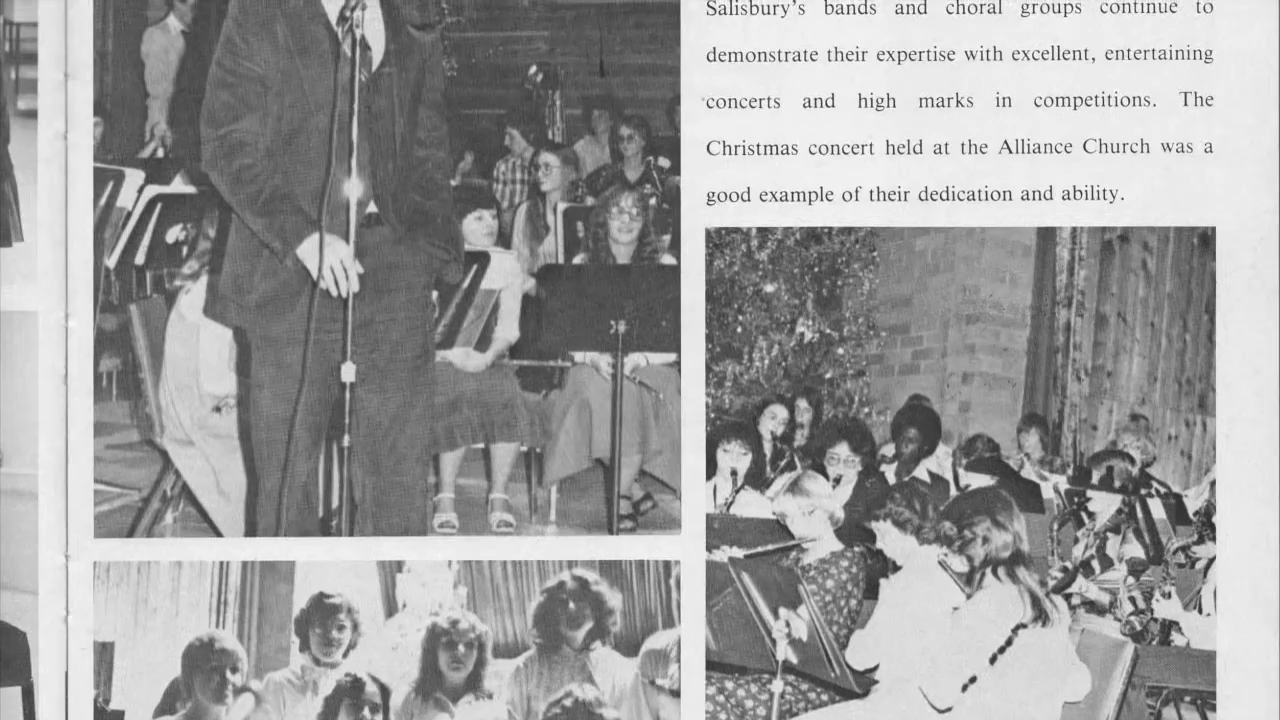 Salisbury's bands and choral groups continue to
demonstrate their expertise with excellent, entertaining
concerts and high marks in competitions. The
Christmas concert held at the Alliance Church was a
good example of their dedication and ability.